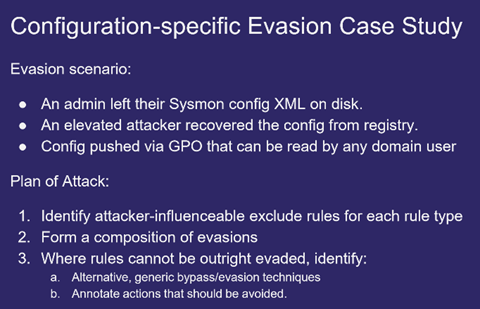 Configuration-specific Evasion Case Study
Evasion scenario:
● An admin left their Sysmon config XML on disk.
● An elevated attacker recovered the config from registry.
● Config pushed via GPO that can be read by any domain user
Plan of Attack:
1. Identify attacker-influenceable exclude rules for each rule type
2. Form a composition of evasions
3. Where rules cannot be outright evaded, identify:
a. Alternative, generic bypass/evasion techniques
b. Annotate actions that should be avoided.